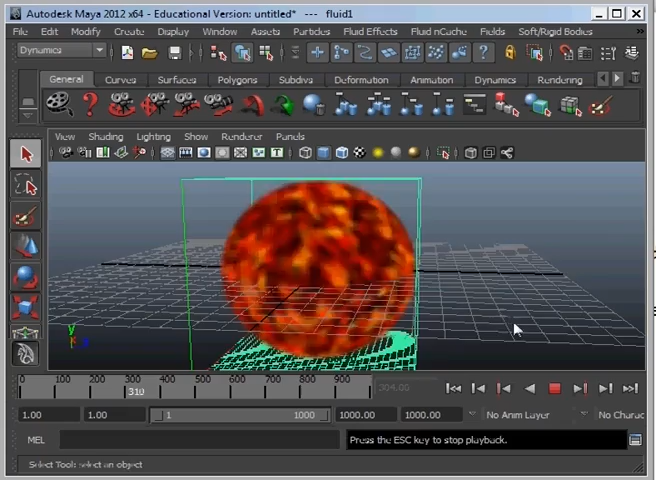 Autodesk Maya 2012 x64 - Educational Version: untitled* --- fluid1
File Edit Modify Create Display Window Assets Particles Fluid Effects Fluid nCache Fields Soft/Rigid Bodies
Dynamics
General Curves Surfaces Polygons Subdivs Deformation Animation Dynamics Rendering
View Shading Lighting Show Renderer Panels
y
0 100 200 300 400 500 600 700 800 900
310
304.00
1.00 1.00 1 1000 1000.00 1000.00 No Anim Layer No Charac
MEL Press the ESC key to stop playback.
Select Tool: select an object